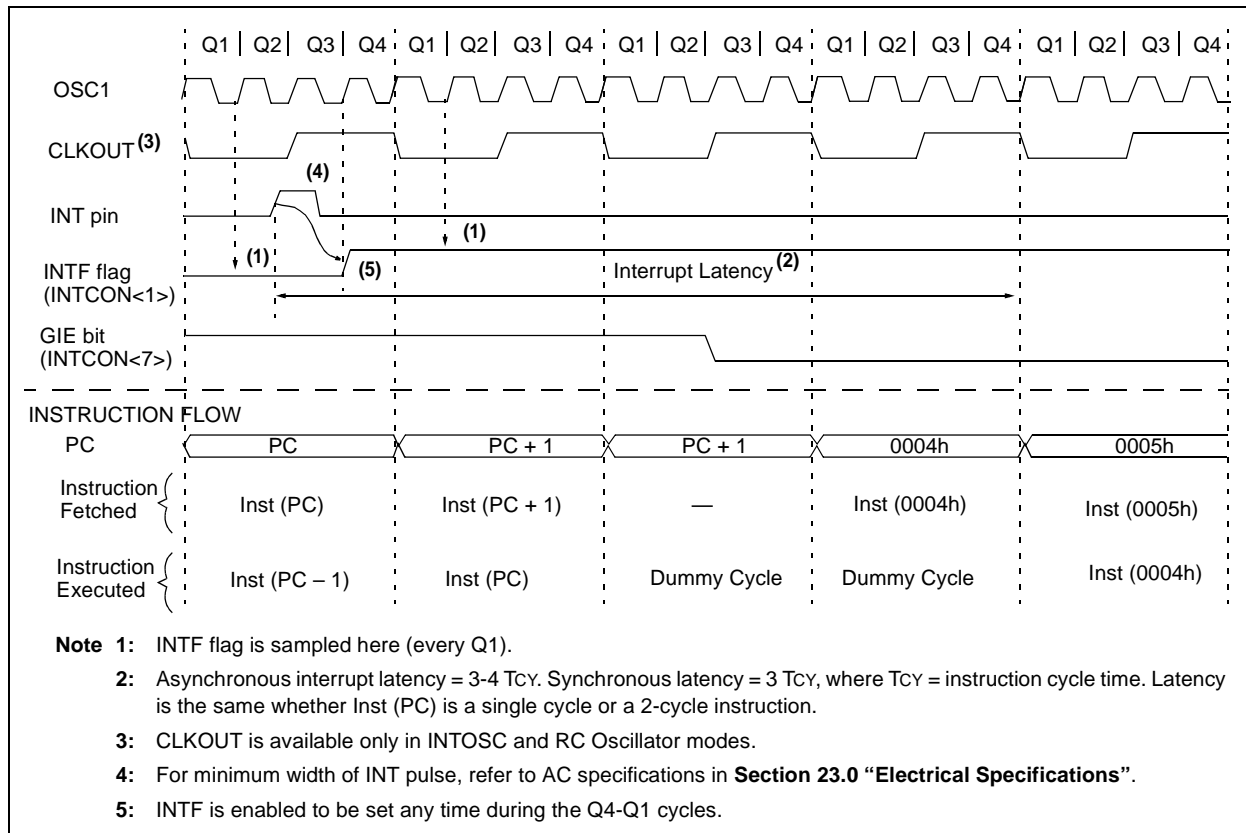 Q1 Q2 Q3 Q4 Q1 Q2 Q3 Q4 Q1 Q2 Q3 Q4 Q1 Q2 Q3 Q4 Q1 Q2 Q3 Q4
OSC1
CLKOUT (3)
(4)
INT pin
(1) (1)
INTF flag (5) Interrupt Latency (2)
(INTCON<1>)
GIE bit
(INTCON<7>)
INSTRUCTION FLOW
PC PC PC + 1 PC + 1 0004h 0005h
Instruction
Fetched Inst (PC) Inst (PC + 1) — Inst (0004h) Inst (0005h)
Instruction
Executed Inst (PC – 1) Inst (PC) Dummy Cycle Dummy Cycle Inst (0004h)
Note 1: INTF flag is sampled here (every Q1).
2: Asynchronous interrupt latency = 3-4 TCY. Synchronous latency = 3 TCY, where TCY = instruction cycle time. Latency
is the same whether Inst (PC) is a single cycle or a 2-cycle instruction.
3: CLKOUT is available only in INTOSC and RC Oscillator modes.
4: For minimum width of INT pulse, refer to AC specifications in Section 23.0 “Electrical Specifications”.
5: INTF is enabled to be set any time during the Q4-Q1 cycles.